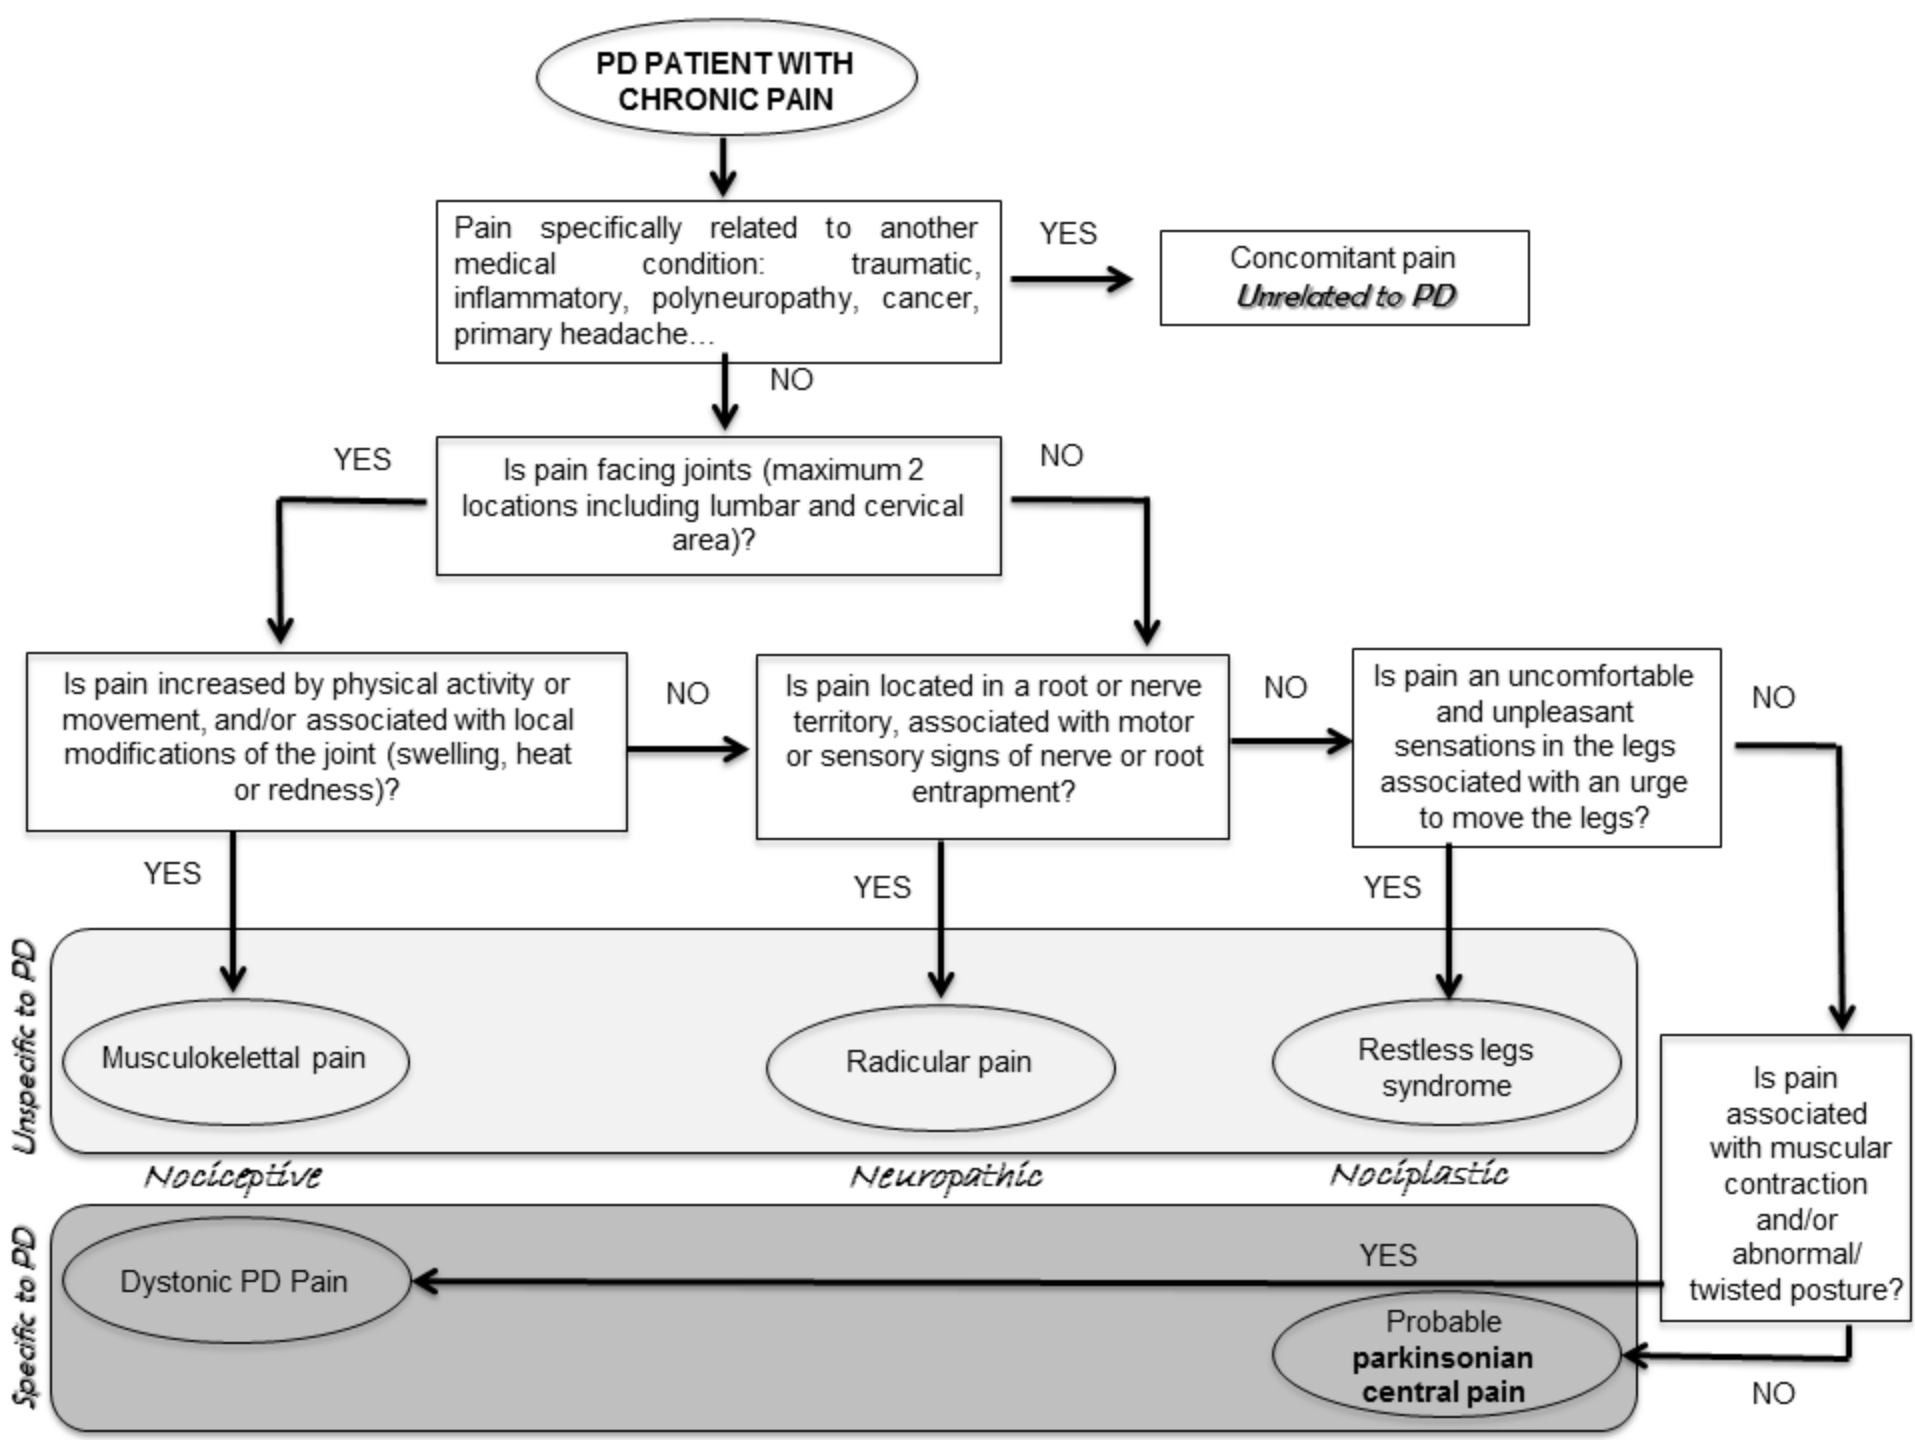 PD PATIENT WITH
CHRONIC PAIN
Pain specifically related to another
medical condition: traumatic,
inflammatory, polyneuropathy, cancer,
primary headache...
YES
Concomitant pain
Unrelated to PD
NO
YES
Is pain facing joints (maximum 2
locations including lumbar and cervical
area)?
NO
Is pain increased by physical activity or
movement, and/or associated with local
modifications of the joint (swelling, heat
or redness)?
NO
Is pain located in a root or nerve
territory, associated with motor
or sensory signs of nerve or root
entrapment?
NO
Is pain an uncomfortable
and unpleasant
sensations in the legs
associated with an urge
to move the legs?
NO
YES
YES
YES
Unspecific to PD
Musculokelettal pain
Radicular pain
Restless legs
syndrome
Is pain
associated
with muscular
contraction
and/or
abnormal/
twisted posture?
Nociceptive
Neuropathic
Nociplastic
Specific to PD
Dystonic PD Pain
YES
Probable
parkinsonian
central pain
NO